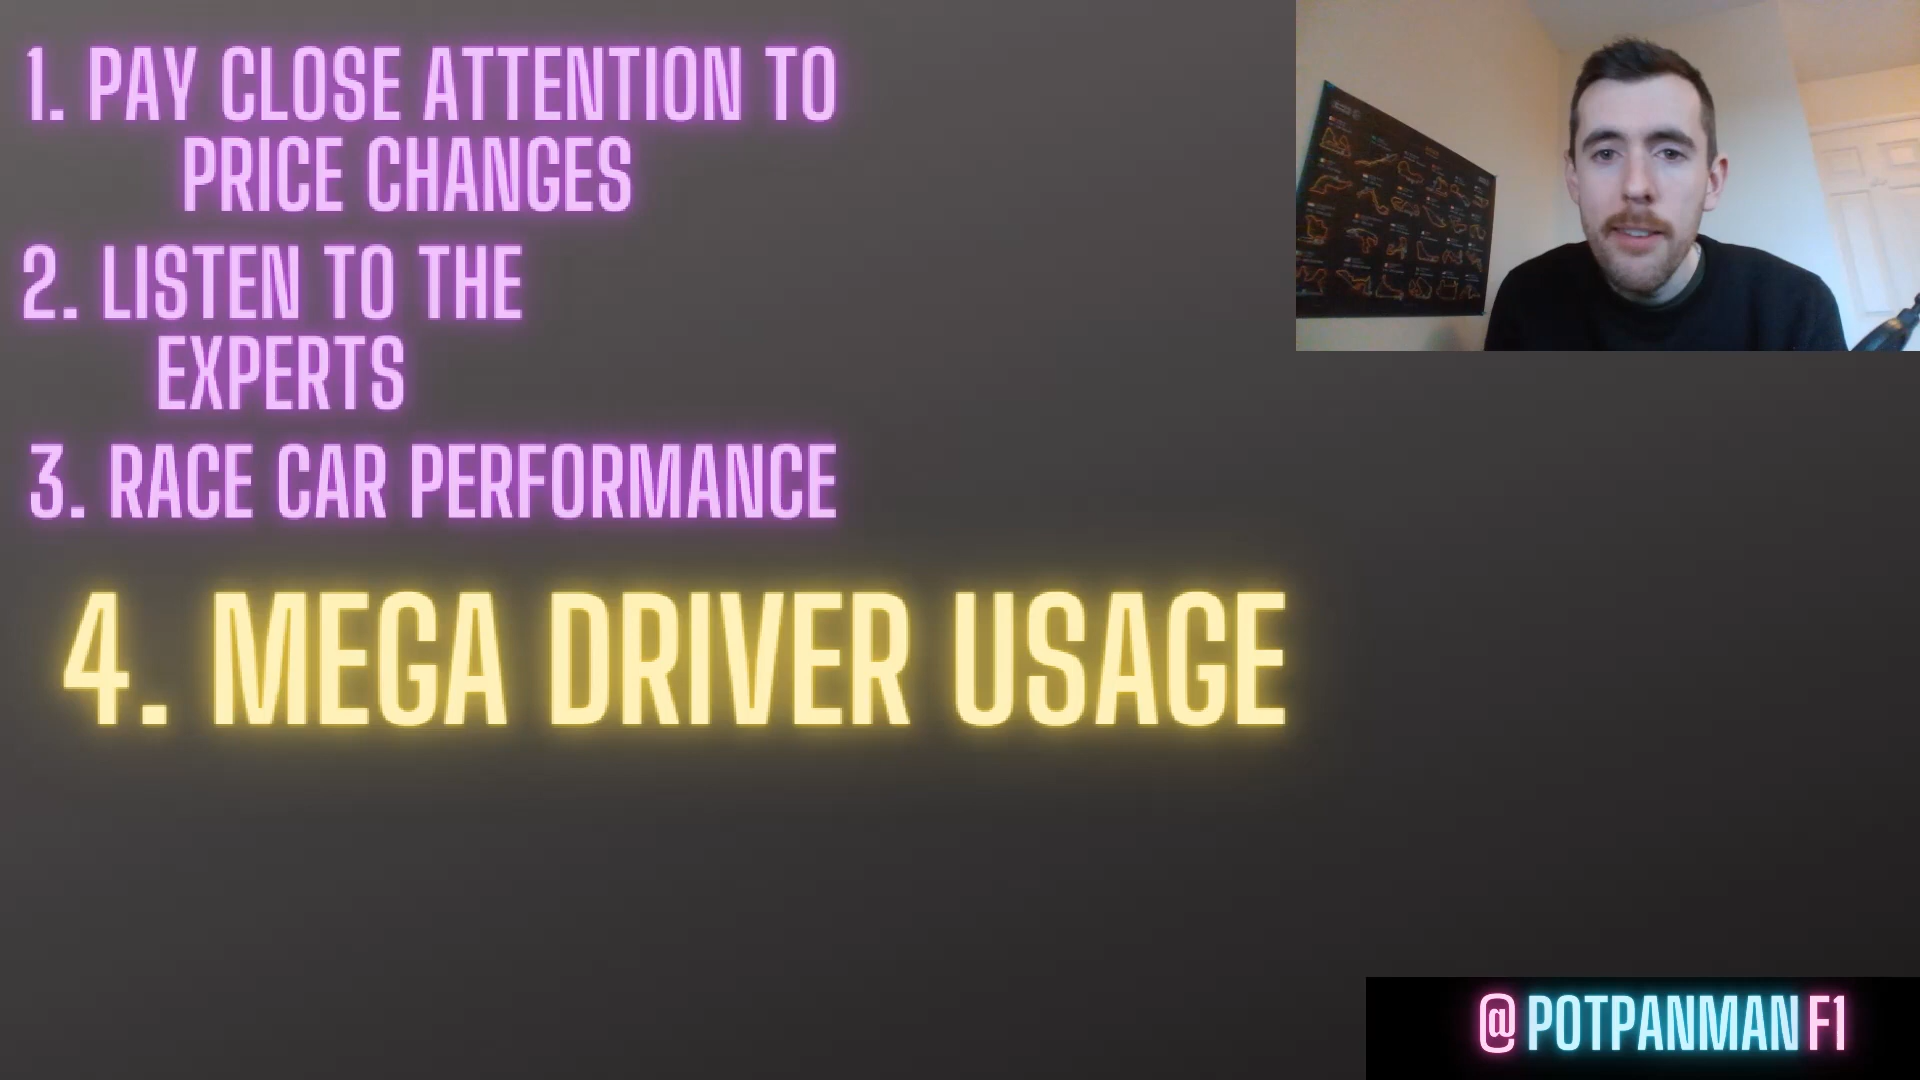 1. PAY CLOSE ATTENTION TO
PRICE CHANGES
2. LISTEN TO THE
EXPERTS
3. RACE CAR PERFORMANCE
4. MEGA DRIVER USAGE
@POTPANMAN F1